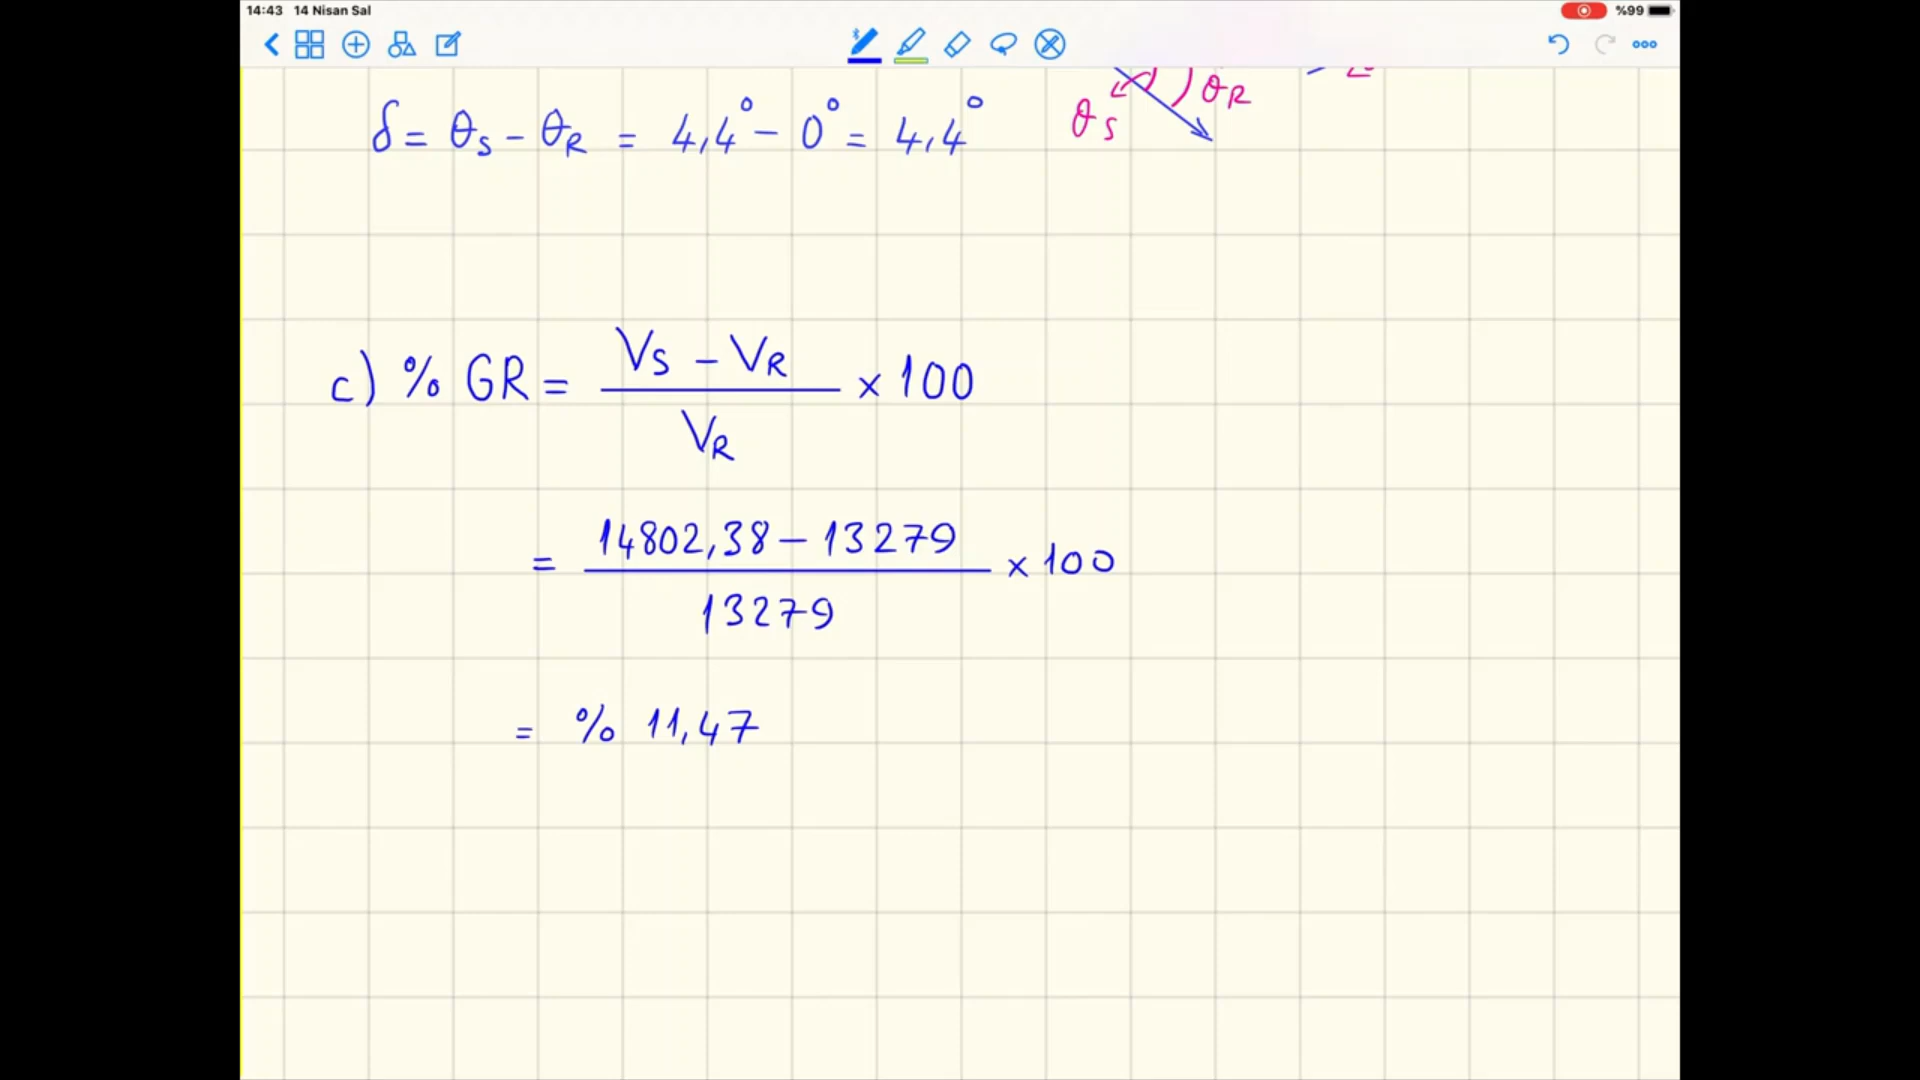 14:43 14 Nisan Sal %99
δ = θS − θR = 4,4° − 0° = 4,4°
θS θR
c) % GR = VS − VR / VR × 100
= 14802,38 − 13279 / 13279 × 100
= % 11,47